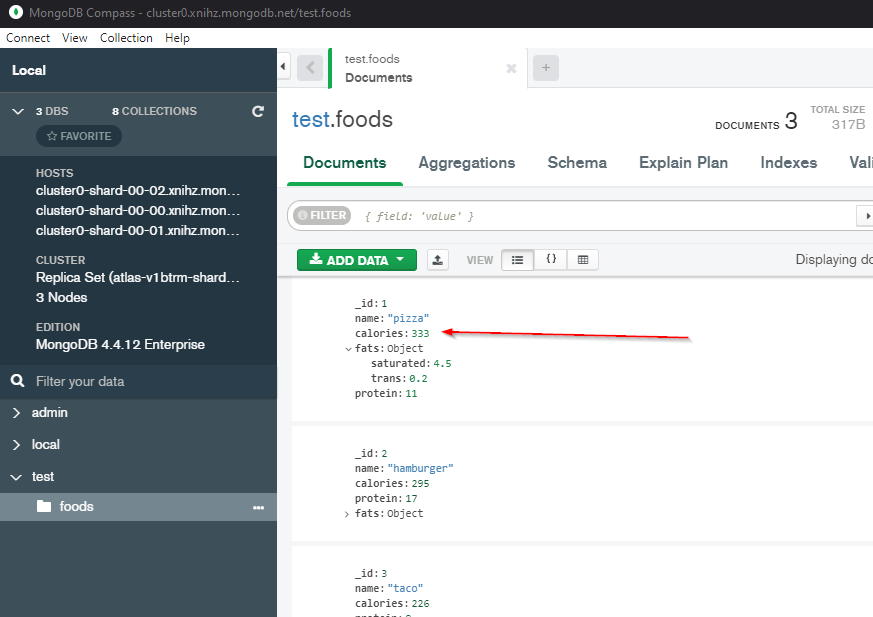 MongoDB Compass - cluster0.xnihz.mongodb.net/test.foods
Connect View Collection Help
Local
3 DBS 8 COLLECTIONS
FAVORITE
HOSTS
cluster0-shard-00-02.xnihz.mon...
cluster0-shard-00-00.xnihz.mon...
cluster0-shard-00-01.xnihz.mon...
CLUSTER
Replica Set (atlas-v1btrm-shard...
3 Nodes
EDITION
MongoDB 4.4.12 Enterprise
Filter your data
admin
local
test
foods
test.foods
Documents
test.foods
DOCUMENTS 3
TOTAL SIZE
317B
Documents Aggregations Schema Explain Plan Indexes Vali
FILTER { field: 'value' }
ADD DATA VIEW { } Displaying do
_id: 1
name: "pizza"
calories: 333
fats: Object
saturated: 4.5
trans: 0.2
protein: 11
_id: 2
name: "hamburger"
calories: 295
protein: 17
fats: Object
_id: 3
name: "taco"
calories: 226